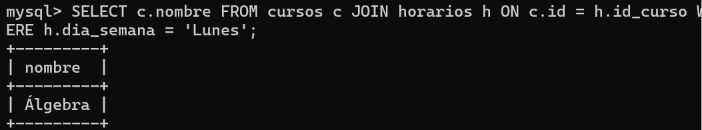 mysql> SELECT c.nombre FROM cursos c JOIN horarios h ON c.id = h.id_curso W
ERE h.dia_semana = 'Lunes';
+---------+
| nombre  |
+---------+
| Álgebra |
+---------+